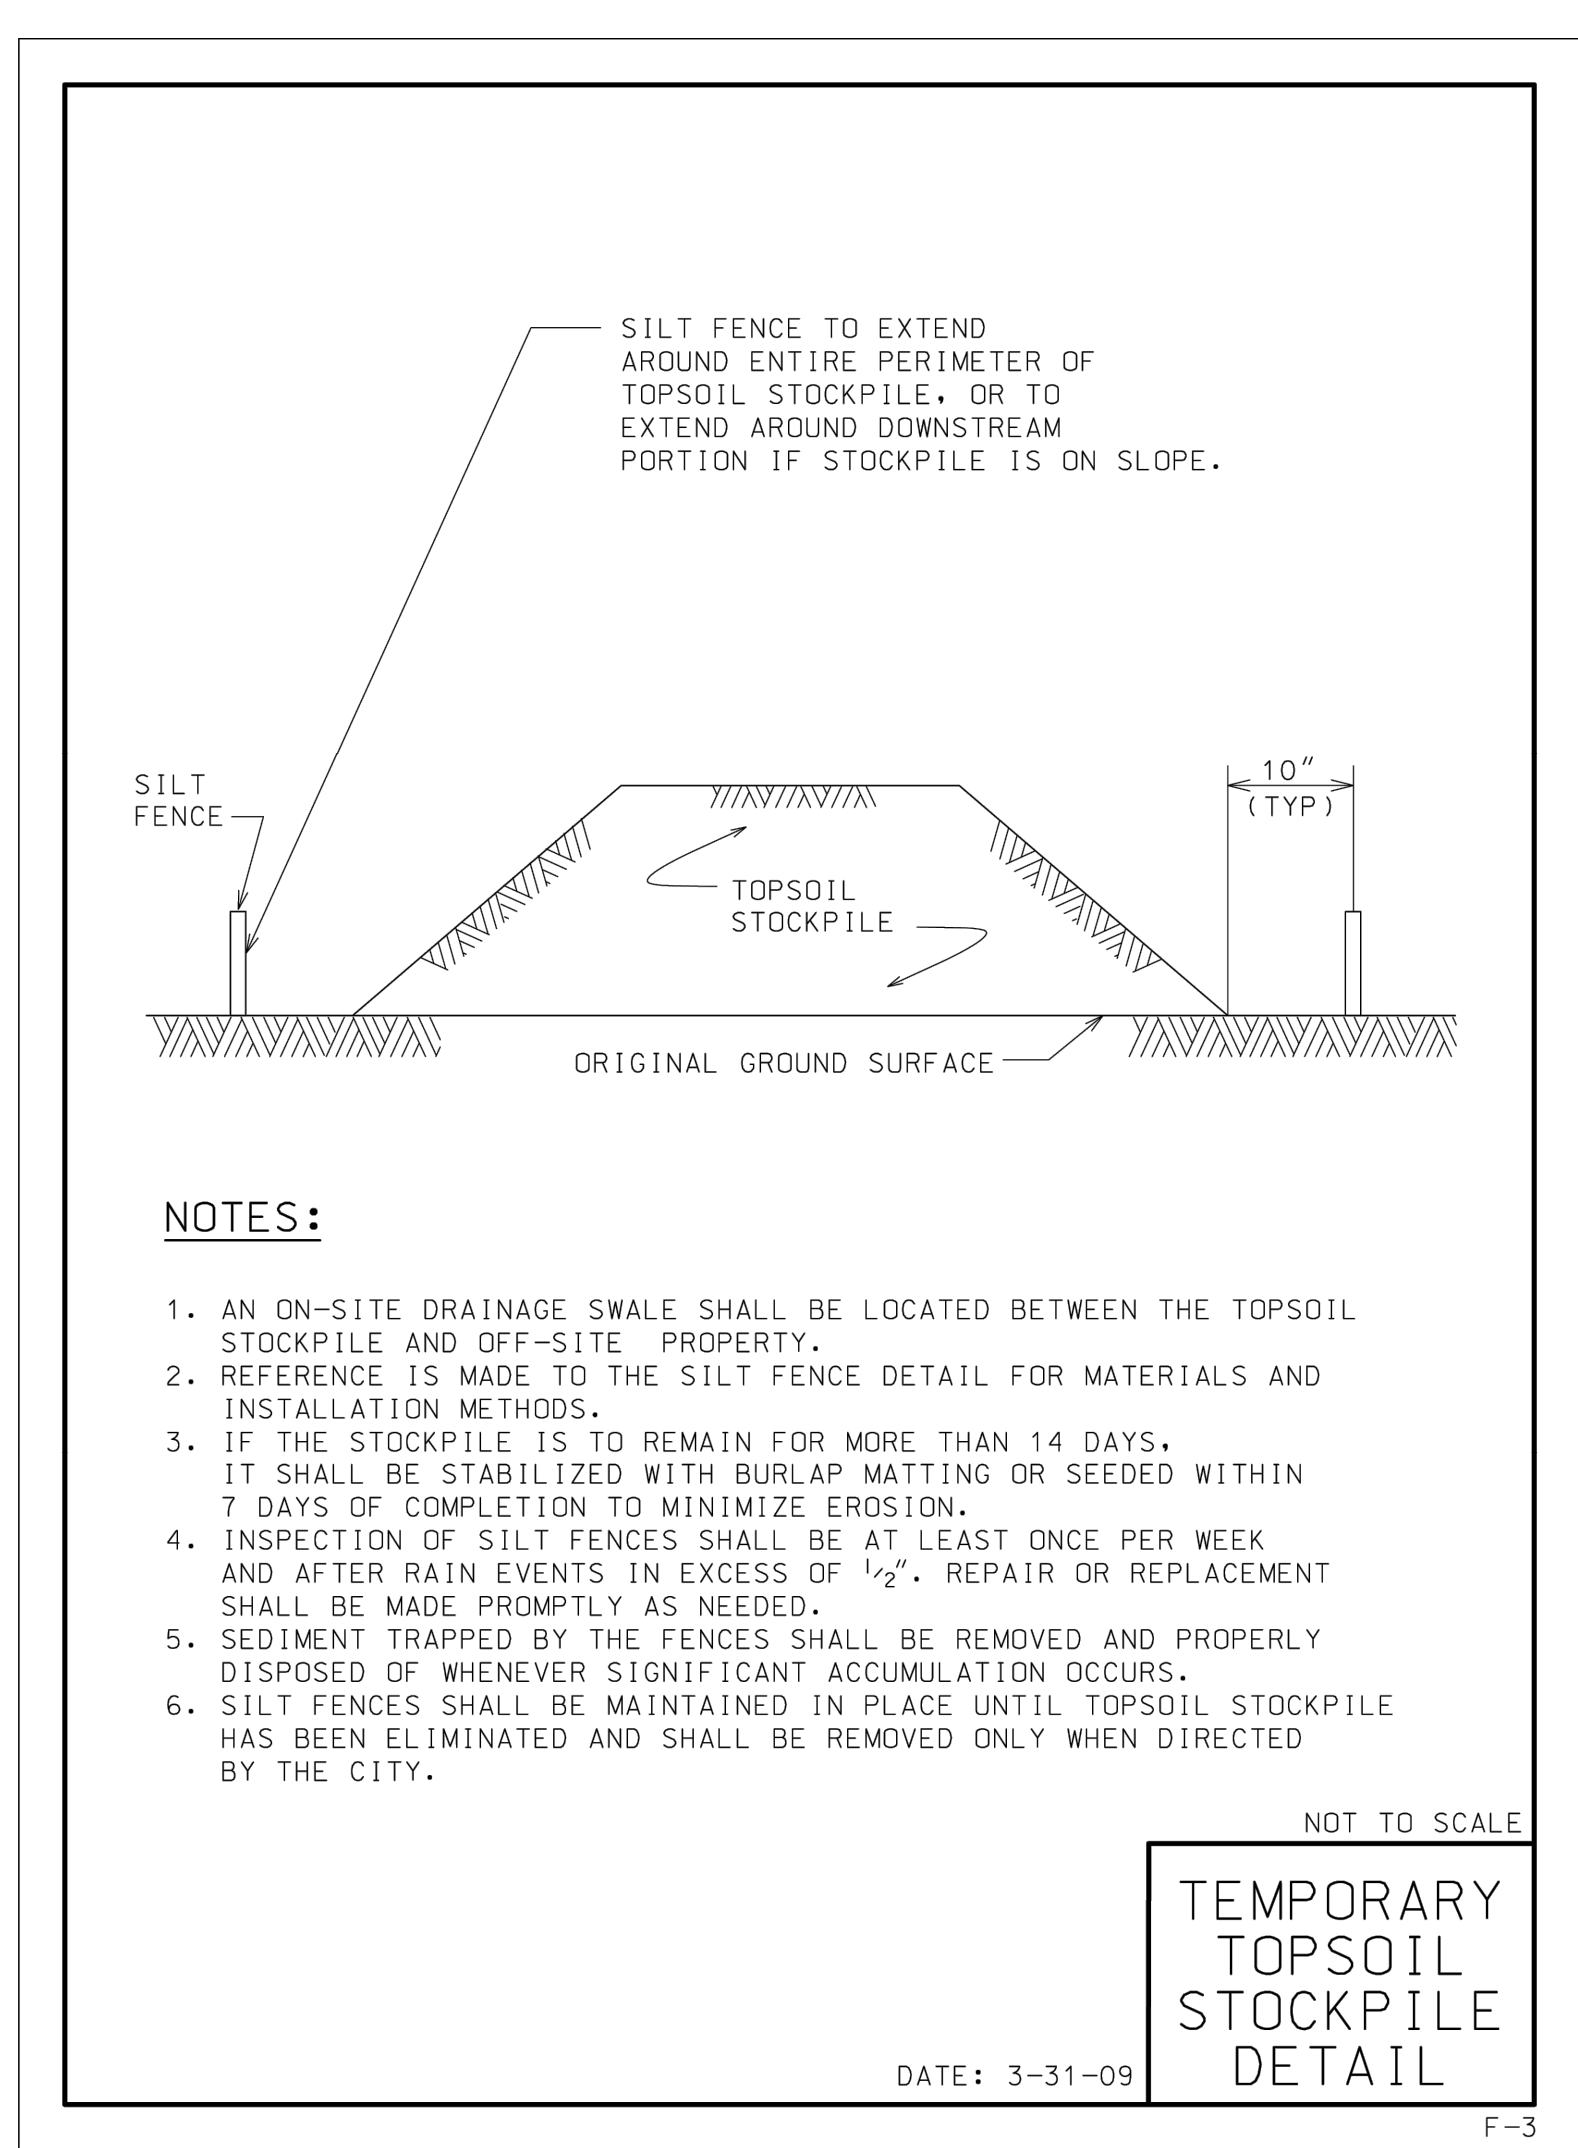 SILT FENCE TO EXTEND
AROUND ENTIRE PERIMETER OF
TOPSOIL STOCKPILE, OR TO
EXTEND AROUND DOWNSTREAM
PORTION IF STOCKPILE IS ON SLOPE.
SILT
FENCE
10"
(TYP)
TOPSOIL
STOCKPILE
ORIGINAL GROUND SURFACE
NOTES:
1. AN ON-SITE DRAINAGE SWALE SHALL BE LOCATED BETWEEN THE TOPSOIL
STOCKPILE AND OFF-SITE PROPERTY.
2. REFERENCE IS MADE TO THE SILT FENCE DETAIL FOR MATERIALS AND
INSTALLATION METHODS.
3. IF THE STOCKPILE IS TO REMAIN FOR MORE THAN 14 DAYS,
IT SHALL BE STABILIZED WITH BURLAP MATTING OR SEEDED WITHIN
7 DAYS OF COMPLETION TO MINIMIZE EROSION.
4. INSPECTION OF SILT FENCES SHALL BE AT LEAST ONCE PER WEEK
AND AFTER RAIN EVENTS IN EXCESS OF 1/2". REPAIR OR REPLACEMENT
SHALL BE MADE PROMPTLY AS NEEDED.
5. SEDIMENT TRAPPED BY THE FENCES SHALL BE REMOVED AND PROPERLY
DISPOSED OF WHENEVER SIGNIFICANT ACCUMULATION OCCURS.
6. SILT FENCES SHALL BE MAINTAINED IN PLACE UNTIL TOPSOIL STOCKPILE
HAS BEEN ELIMINATED AND SHALL BE REMOVED ONLY WHEN DIRECTED
BY THE CITY.
NOT TO SCALE
TEMPORARY
TOPSOIL
STOCKPILE
DETAIL
DATE: 3-31-09
F-3